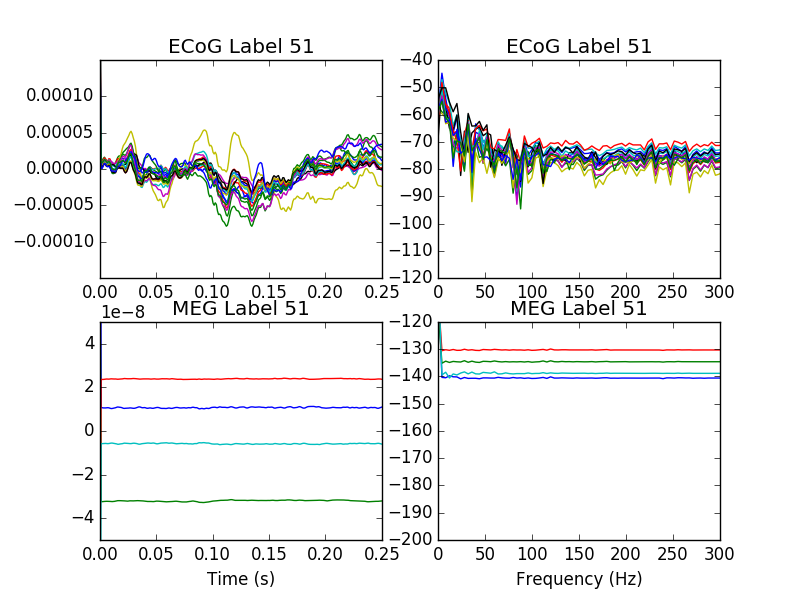 ECoG Label 51
0.00010
0.00005
0.00000
−0.00005
−0.00010
0.00 0.05 0.10 0.15 0.20 0.25
ECoG Label 51
−40
−50
−60
−70
−80
−90
−100
−110
−120
0 50 100 150 200 250 300
MEG Label 51
1e−8
4
2
0
−2
−4
0.00 0.05 0.10 0.15 0.20 0.25
Time (s)
MEG Label 51
−120
−130
−140
−150
−160
−170
−180
−190
−200
0 50 100 150 200 250 300
Frequency (Hz)